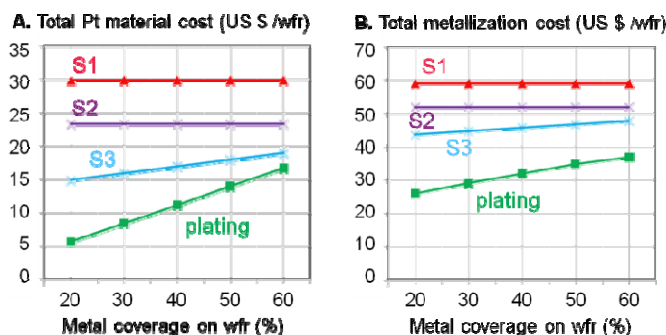 A. Total Pt material cost (US $ /wfr)
35
30
25
20
15
10
5
0
S1
S2
S3
plating
20 30 40 50 60
Metal coverage on wfr (%)
B. Total metallization cost (US $ /wfr)
70
60
50
40
30
20
10
0
S1
S2
S3
plating
20 30 40 50 60
Metal coverage on wfr (%)